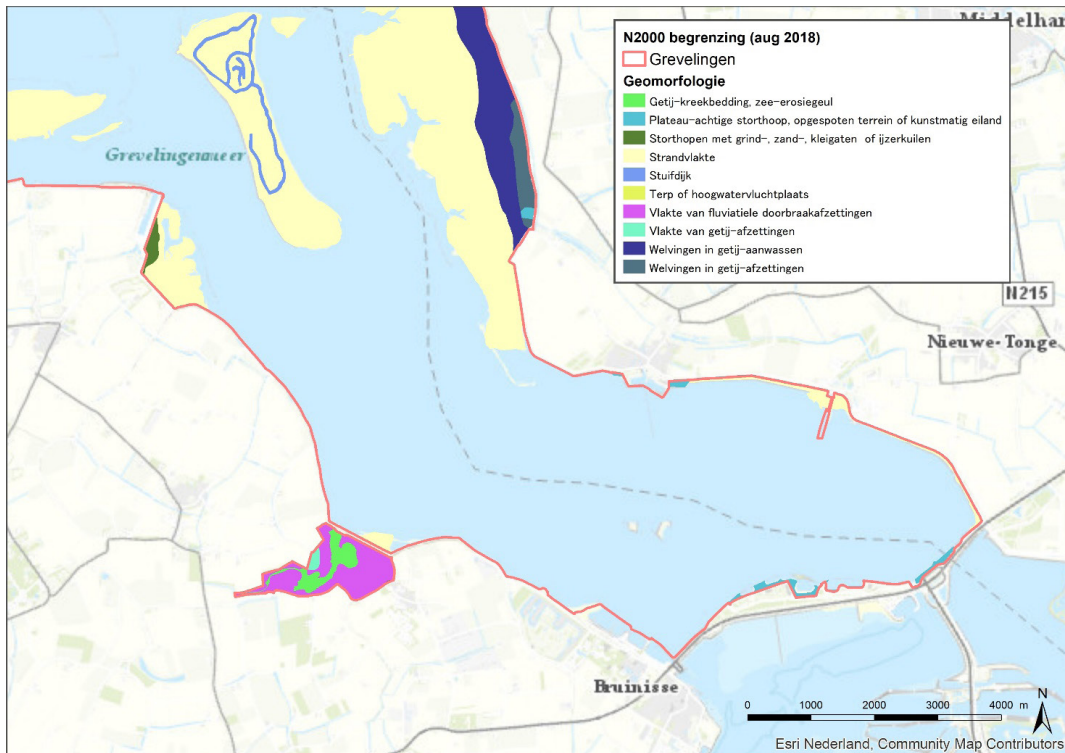 Middelhar
N2000 begrenzing (aug 2018)
Grevelingen
Geomorfologie
Getij-kreekbedding, zee-erosiegeul
Plateau-achtige storthoop, opgespoten terrein of kunstmatig eiland
Storthopen met grind-, zand-, kleigaten of ijzerkuilen
Strandvlakte
Stuifdijk
Terp of hoogwatervluchtplaats
Vlakte van fluviatiele doorbraakafzettingen
Vlakte van getij-afzettingen
Welvingen in getij-aanwassen
Welvingen in getij-afzettingen
Grevelingenmeer
N215
Nieuwe-Tonge
Bruinisse
N
0 1000 2000 3000 4000 m
Esri Nederland, Community Map Contributors